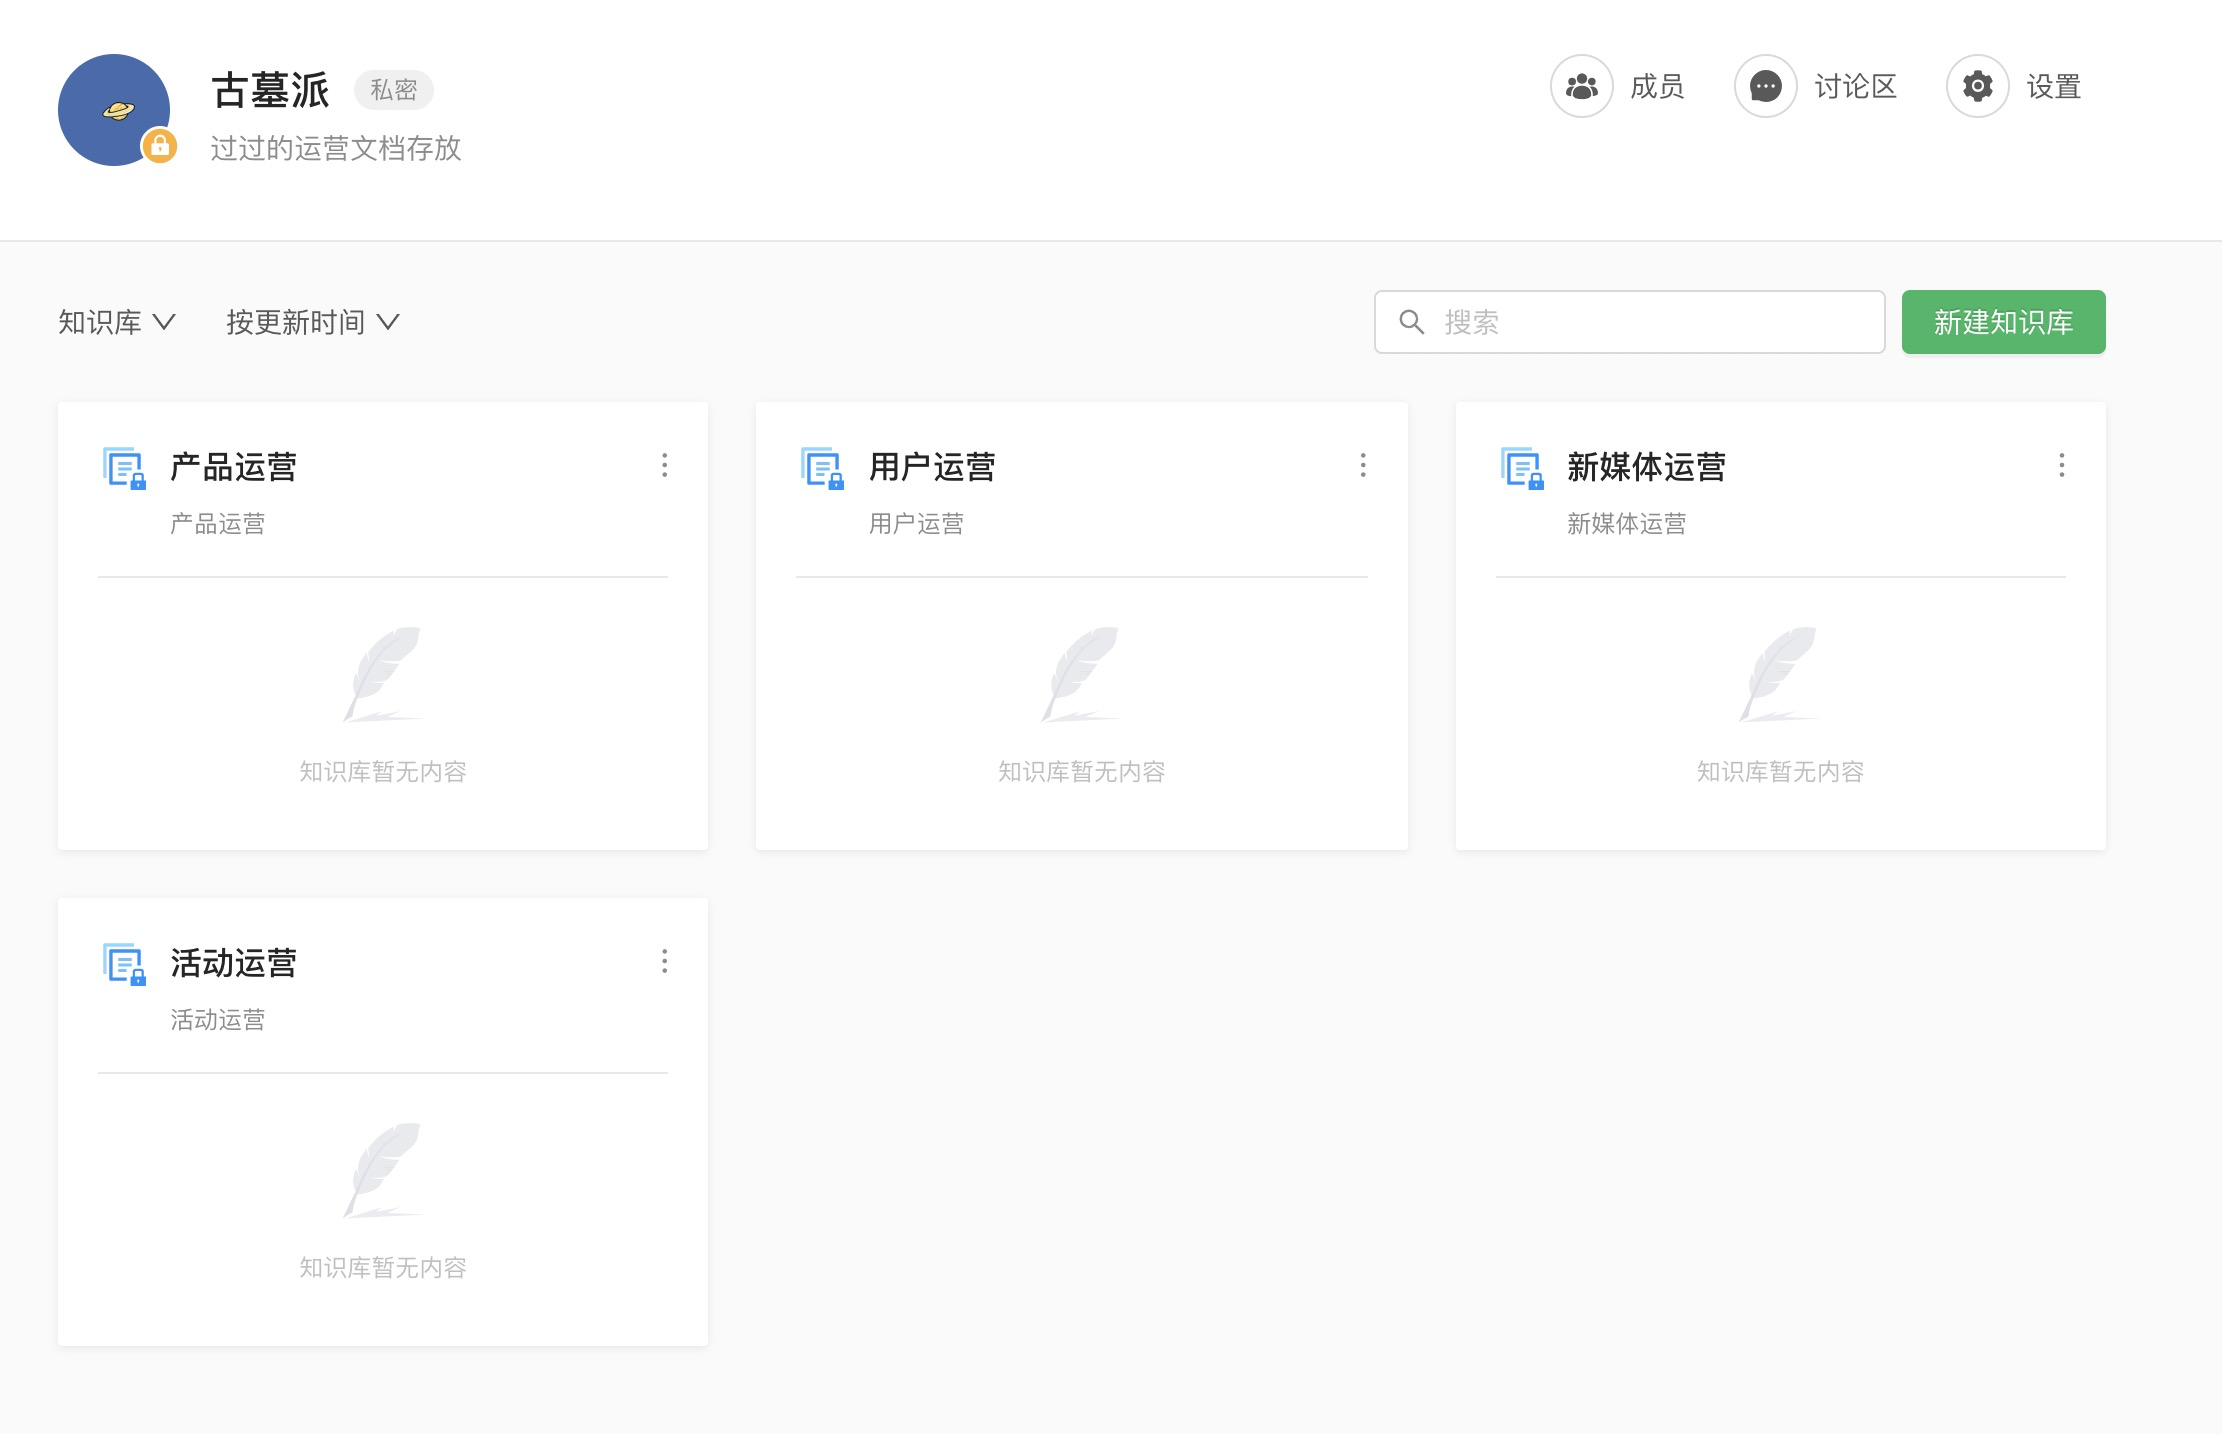 古墓派 私密
过过的运营文档存放
成员 讨论区 设置
知识库 按更新时间 搜索 新建知识库
产品运营
产品运营
知识库暂无内容
用户运营
用户运营
知识库暂无内容
新媒体运营
新媒体运营
知识库暂无内容
活动运营
活动运营
知识库暂无内容